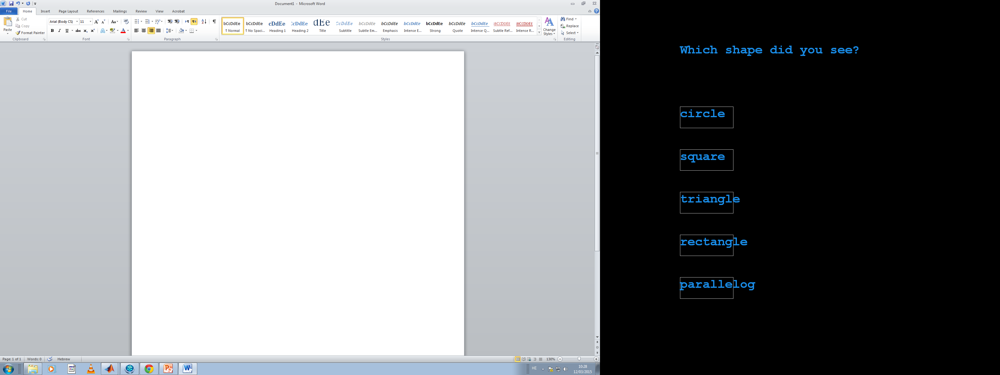 Document1 - Microsoft Word
File Home Insert Page Layout References Mailings Review View Acrobat
Paste
Cut
Copy
Format Painter
Clipboard
Arial (Body CS) 11
Font
Paragraph
bCcDdEe bCcDdEe cDdEe :cDdEe dEe :cDdEe bCcDdEe bCcDdEe bCcDdEe bCcDdEe bCcDdEe bCcDdEe :BCCDDEE :BCCDDEE
¶ Normal ¶ No Spaci... Heading 1 Heading 2 Title Subtitle Subtle Em... Emphasis Intense E... Strong Quote Intense Q... Subtle Ref... Intense R...
Styles
Change
Styles
Find
Replace
Select
Editing
Page: 1 of 1 Words: 0 Hebrew
130%
HE
10:28
12/03/2015
Which shape did you see?
circle
square
triangle
rectangle
parallelog